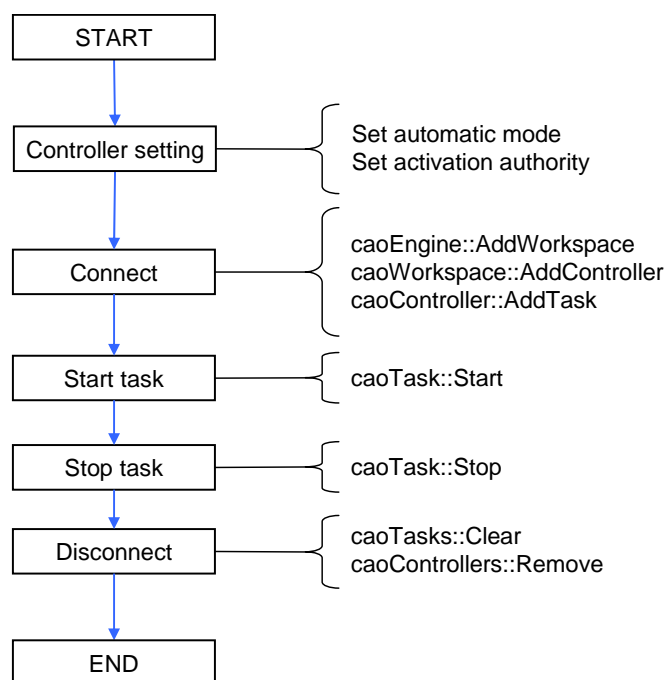 START
Controller setting
Set automatic mode
Set activation authority
Connect
caoEngine::AddWorkspace
caoWorkspace::AddController
caoController::AddTask
Start task
caoTask::Start
Stop task
caoTask::Stop
Disconnect
caoTasks::Clear
caoControllers::Remove
END